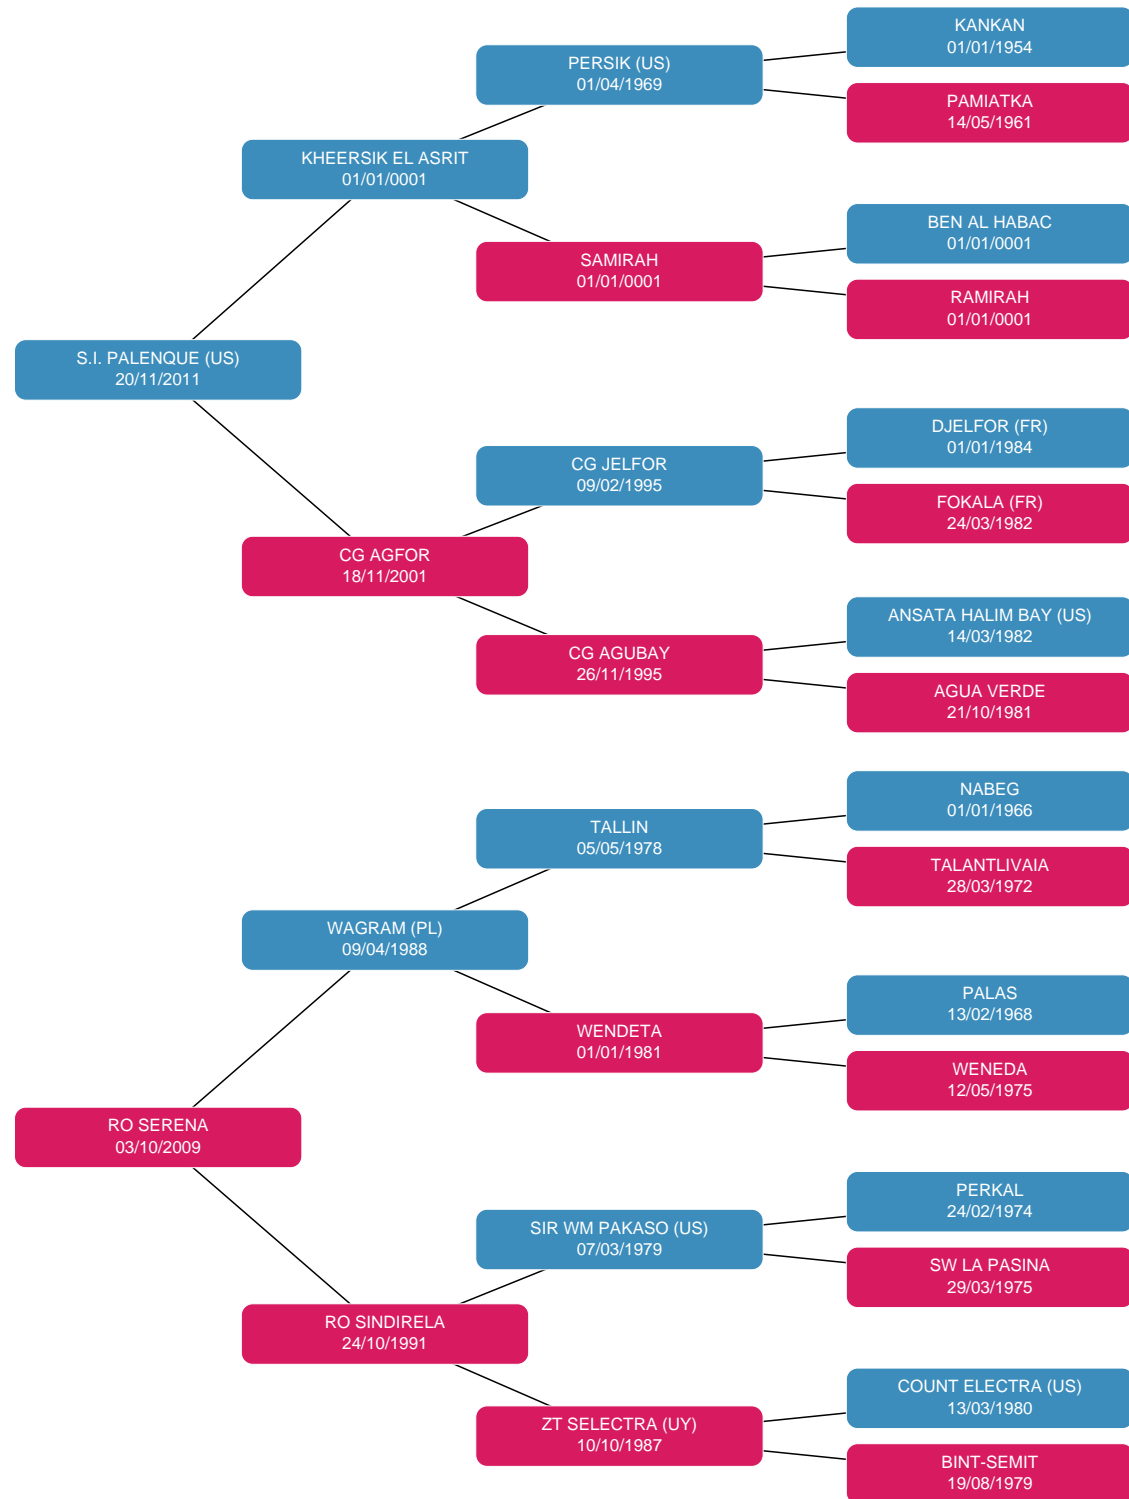 KANKAN
01/01/1954
PERSIK (US)
01/04/1969
PAMIATKA
14/05/1961
KHEERSIK EL ASRIT
01/01/0001
BEN AL HABAC
01/01/0001
SAMIRAH
01/01/0001
RAMIRAH
01/01/0001
S.I. PALENQUE (US)
20/11/2011
DJELFOR (FR)
01/01/1984
CG JELFOR
09/02/1995
FOKALA (FR)
24/03/1982
CG AGFOR
18/11/2001
ANSATA HALIM BAY (US)
14/03/1982
CG AGUBAY
26/11/1995
AGUA VERDE
21/10/1981
NABEG
01/01/1966
TALLIN
05/05/1978
TALANTLIVAIA
28/03/1972
WAGRAM (PL)
09/04/1988
PALAS
13/02/1968
WENDETA
01/01/1981
WENEDA
12/05/1975
RO SERENA
03/10/2009
PERKAL
24/02/1974
SIR WM PAKASO (US)
07/03/1979
SW LA PASINA
29/03/1975
RO SINDIRELA
24/10/1991
COUNT ELECTRA (US)
13/03/1980
ZT SELECTRA (UY)
10/10/1987
BINT-SEMIT
19/08/1979